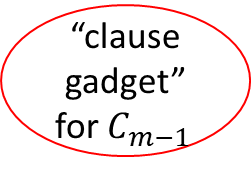 “clause
gadget”
for $C_{m-1}$